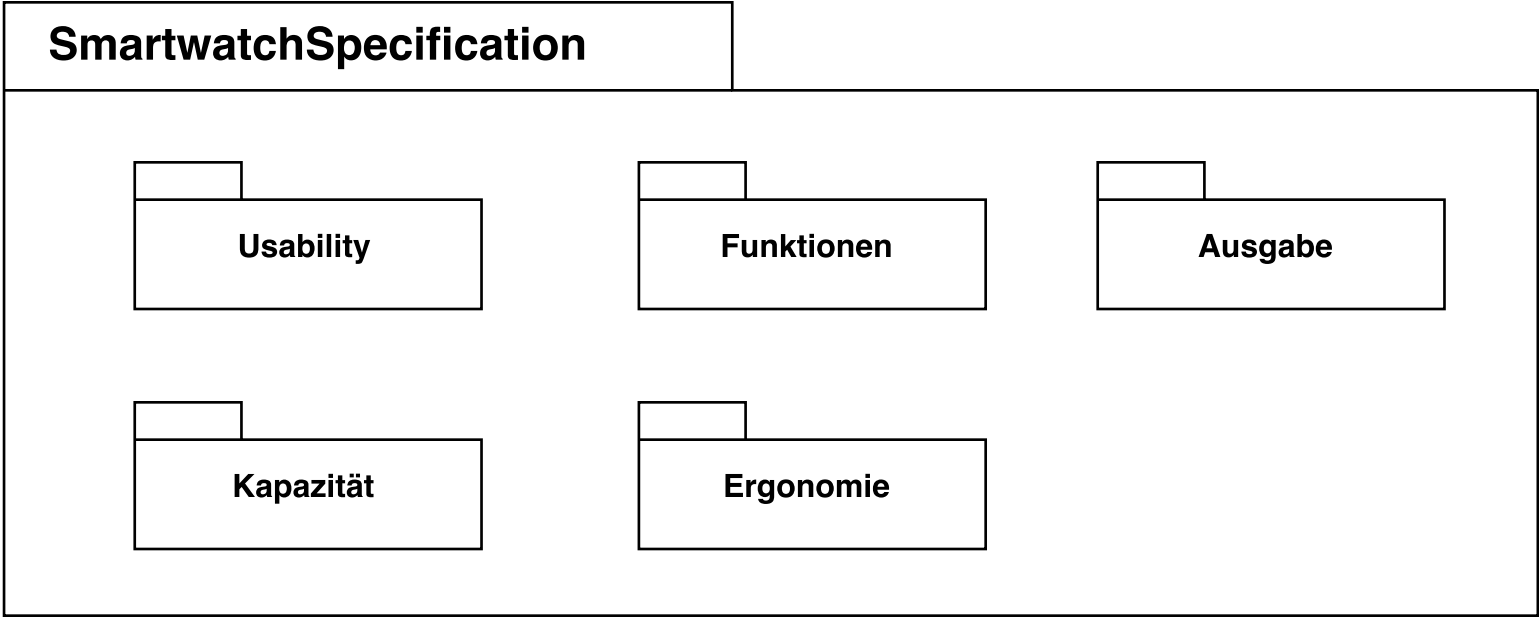 SmartwatchSpecification
Usability
Funktionen
Ausgabe
Kapazität
Ergonomie